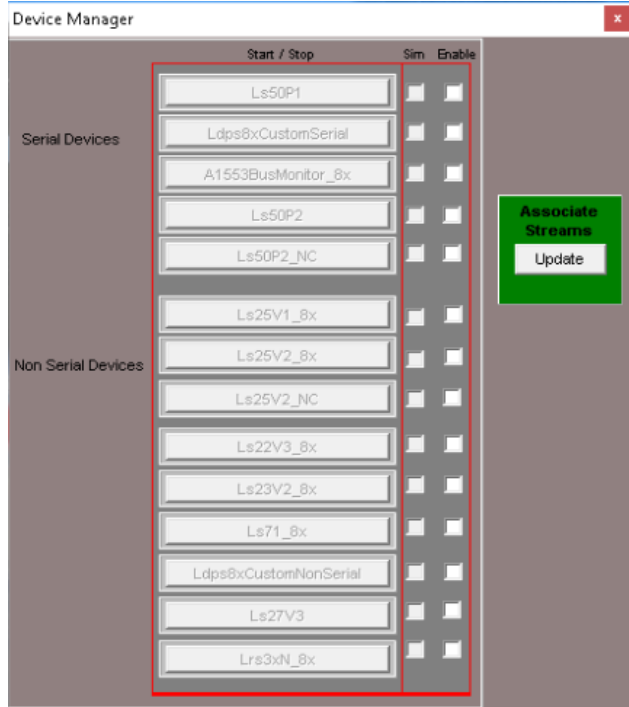 Device Manager
x
Start / Stop Sim Enable
Ls50P1
Serial Devices Ldps8xCustomSerial
A1553BusMonitor_8x
Ls50P2
Ls50P2_NC
Associate
Streams
Update
Ls25V1_8x
Non Serial Devices Ls25V2_8x
Ls25V2_NC
Ls22V3_8x
Ls23V2_8x
Ls71_8x
Ldps8xCustomNonSerial
Ls27V3
Lrs3xN_8x